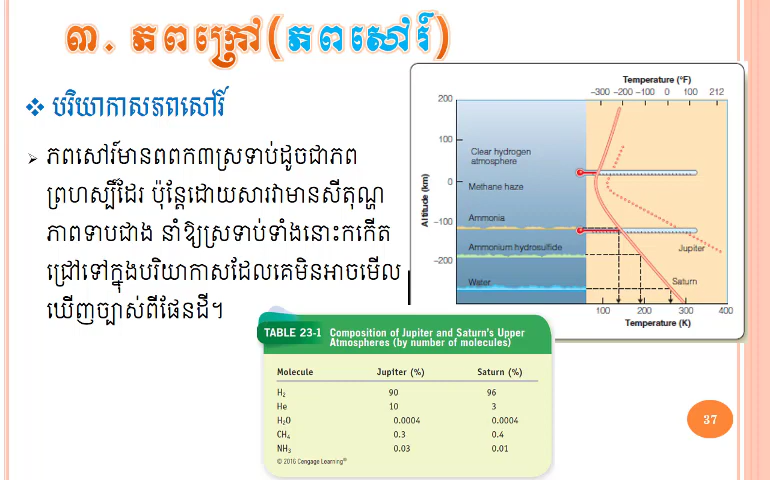 ៣. ភពក្រៅ(ភពសៅរ៍)
បរិយាកាសភពសៅរ៍
ភពសៅរ៍មានពពក៣ស្រទាប់ដូចជាភព
ព្រហស្បតិ៍ដែរ ប៉ុន្តែដោយសារវាមានសីតុណ្ហ
ភាពទាបជាង នាំឱ្យស្រទាប់ទាំងនោះកកើត
ជ្រៅទៅក្នុងបរិយាកាសដែលគេមិនអាចមើល
ឃើញច្បាស់ពីផែនដី។
Temperature (°F)
−300 −200 −100 0 100 212
Altitude (km)
200
100
0
−100
−200
Clear hydrogen
atmosphere
Methane haze
Ammonia
Ammonium hydrosulfide
Water
Jupiter
Saturn
100 200 300 400
Temperature (K)
TABLE 23-1 Composition of Jupiter and Saturn's Upper
Atmospheres (by number of molecules)
Molecule Jupiter (%) Saturn (%)
H₂ 90 96
He 10 3
H₂O 0.0004 0.0004
CH₄ 0.3 0.4
NH₃ 0.03 0.01
© 2016 Cengage Learning®
37